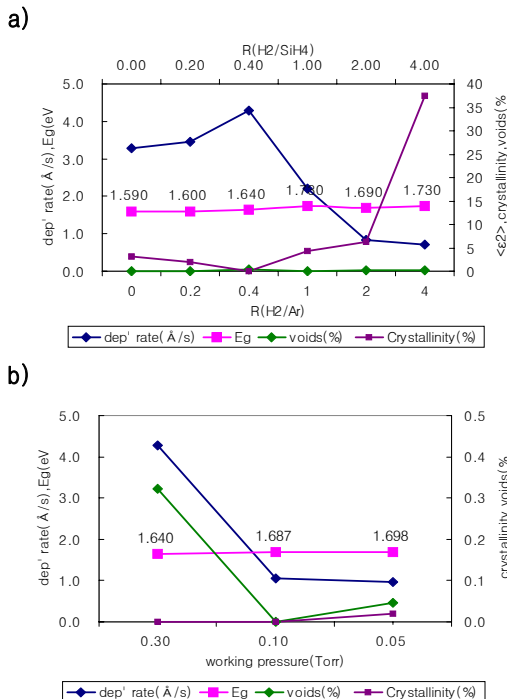 a)
R(H2/SiH4)
0.00 0.20 0.40 1.00 2.00 4.00
5.0 4.0 3.0 2.0 1.0 0.0
dep' rate(Å/s),Eg(eV
1.590 1.600 1.640 1.690 1.730
40 35 30 25 20 15 10 5 0
<ε2>,crystallinity,voids(%
0 0.2 0.4 1 2 4
R(H2/Ar)
dep' rate(Å/s) Eg voids(%) Crystallinity(%)
b)
5.0 4.0 3.0 2.0 1.0 0.0
dep' rate(Å/s),Eg(eV
1.640 1.687 1.698
0.5 0.4 0.3 0.2 0.1 0.0
crystallinity,voids(%
0.30 0.10 0.05
working pressure(Torr)
dep' rate(Å/s) Eg voids(%) Crystallinity(%)